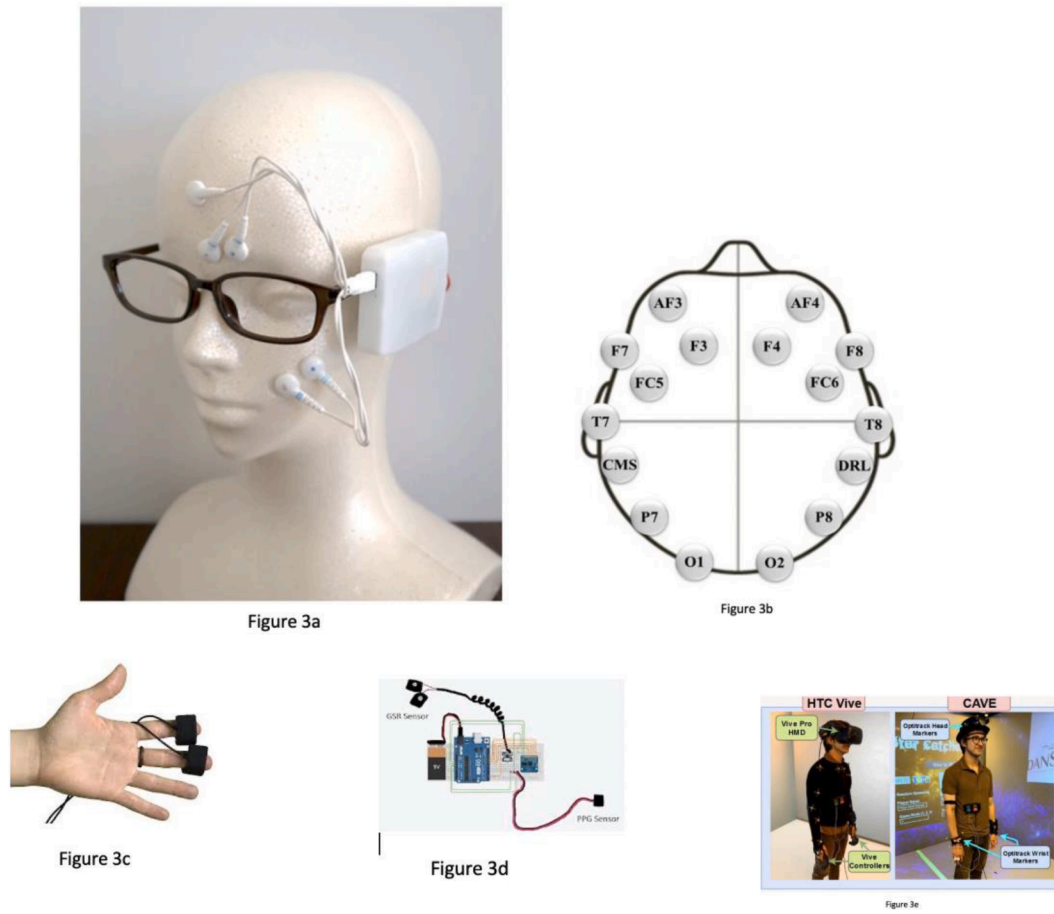 Figure 3a
AF3
AF4
F7
F3
F4
F8
FC5
FC6
T7
T8
CMS
DRL
P7
P8
O1
O2
Figure 3b
Figure 3c
GSR Sensor
PPG Sensor
Figure 3d
HTC Vive
CAVE
Vive Pro
HMD
Optitrack Head
Markers
Vive
Controllers
Optitrack Wrist
Markers
Figure 3e